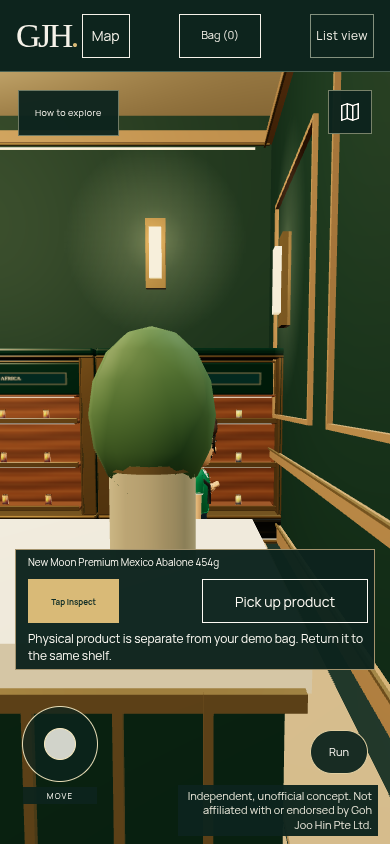 GJH.
Map
Bag (0)
List view
How to explore
AFRICA
New Moon Premium Mexico Abalone 454g
Tap Inspect
Pick up product
Physical product is separate from your demo bag. Return it to
the same shelf.
Run
MOVE
Independent, unofficial concept. Not
affiliated with or endorsed by Goh
Joo Hin Pte Ltd.